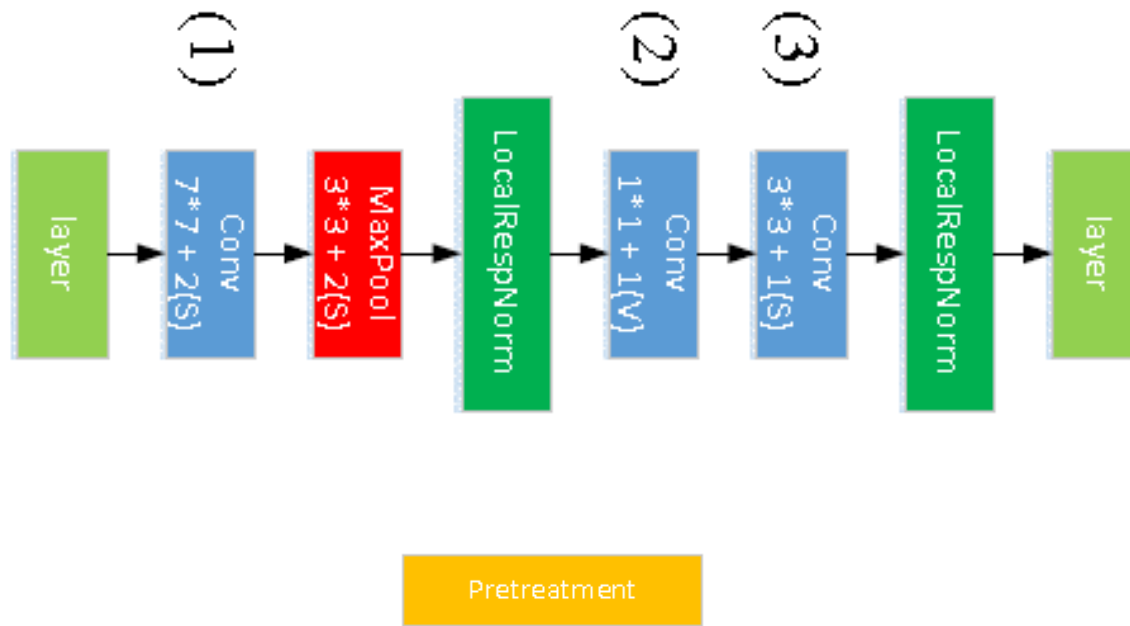 (1)
(2)
(3)
layer
Conv
7*7 + 2(S)
MaxPool
3*3 + 2(S)
LocalRespNorm
Conv
1*1 + 1(V)
Conv
3*3 + 1(S)
LocalRespNorm
layer
Pretreatment